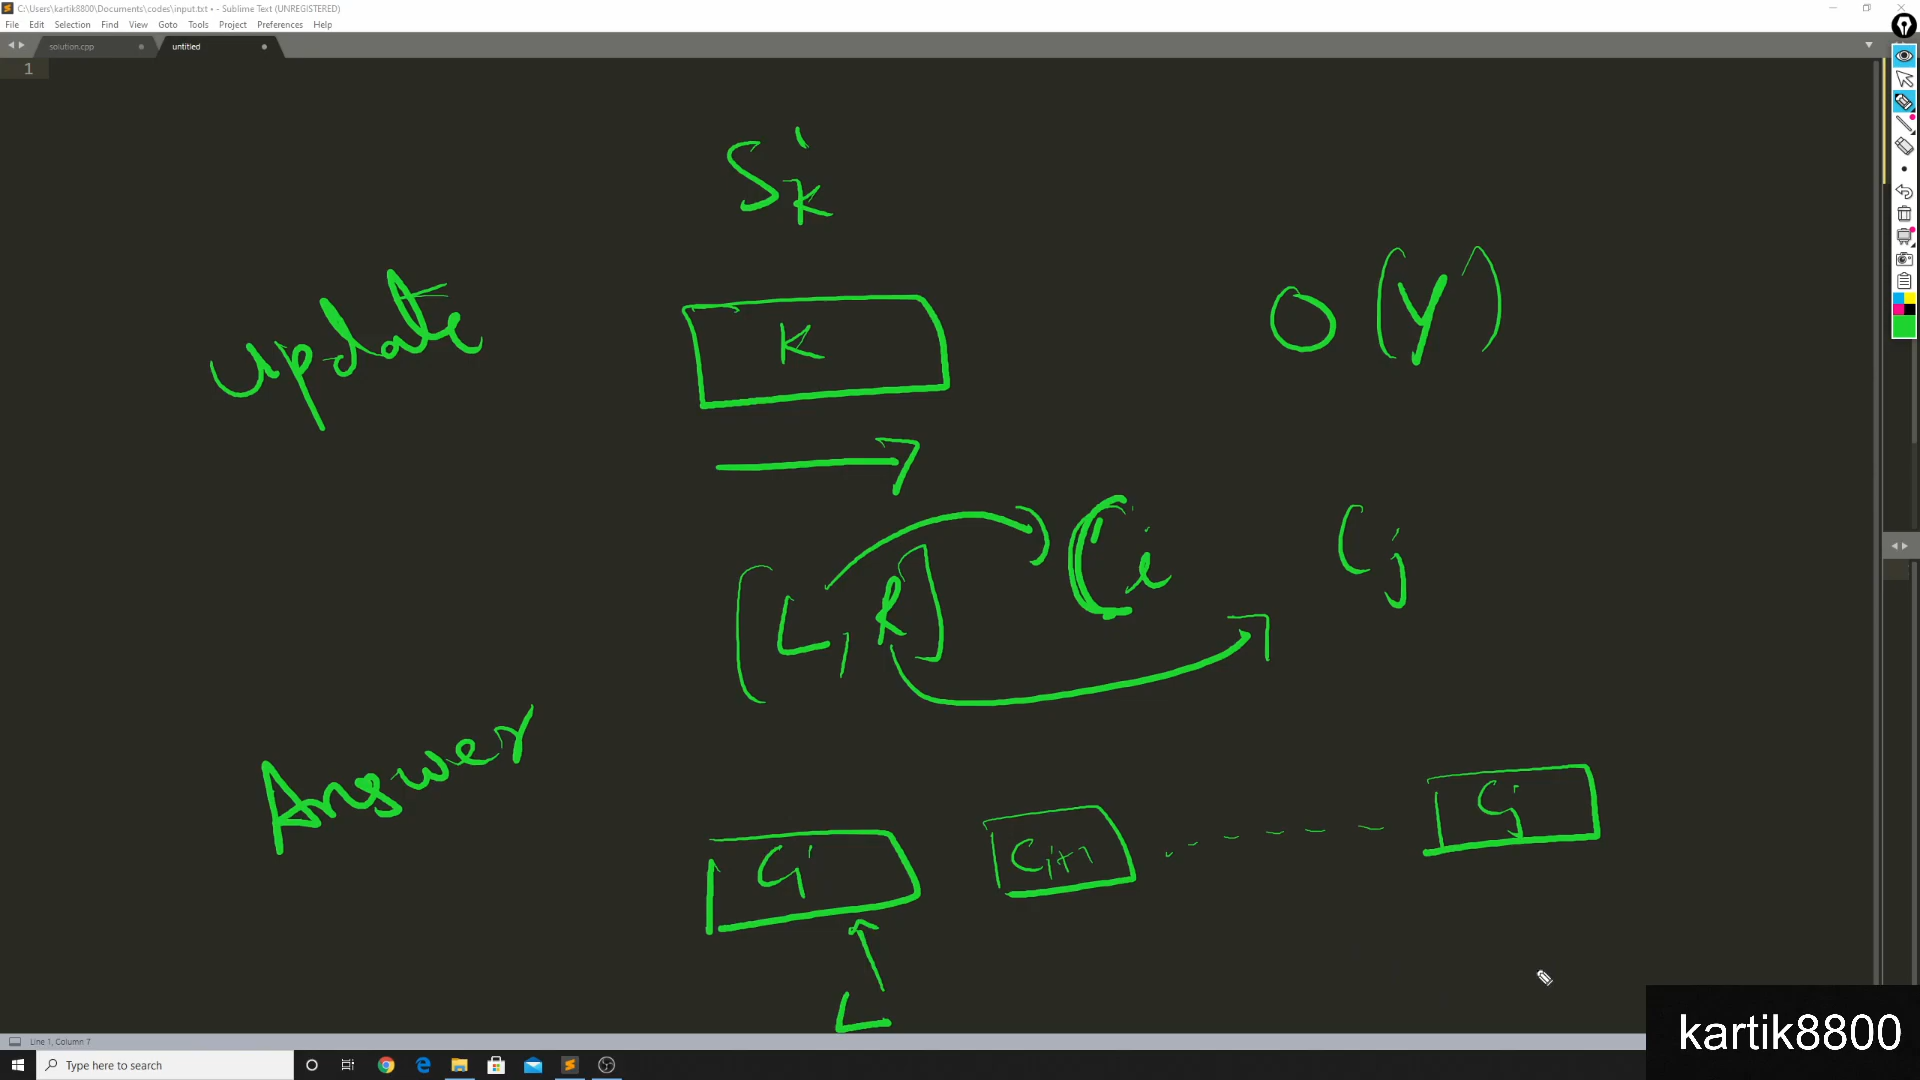 C:\Users\kartik8800\Documents\codes\input.txt • - Sublime Text (UNREGISTERED)
File Edit Selection Find View Goto Tools Project Preferences Help
solution.cpp untitled
1
S i k
Update K O(Y)
[L, R] Ci Cj
Answer
Ci Ci+1 - - - - - Cj
L
kartik8800
Line 1, Column 7
Type here to search